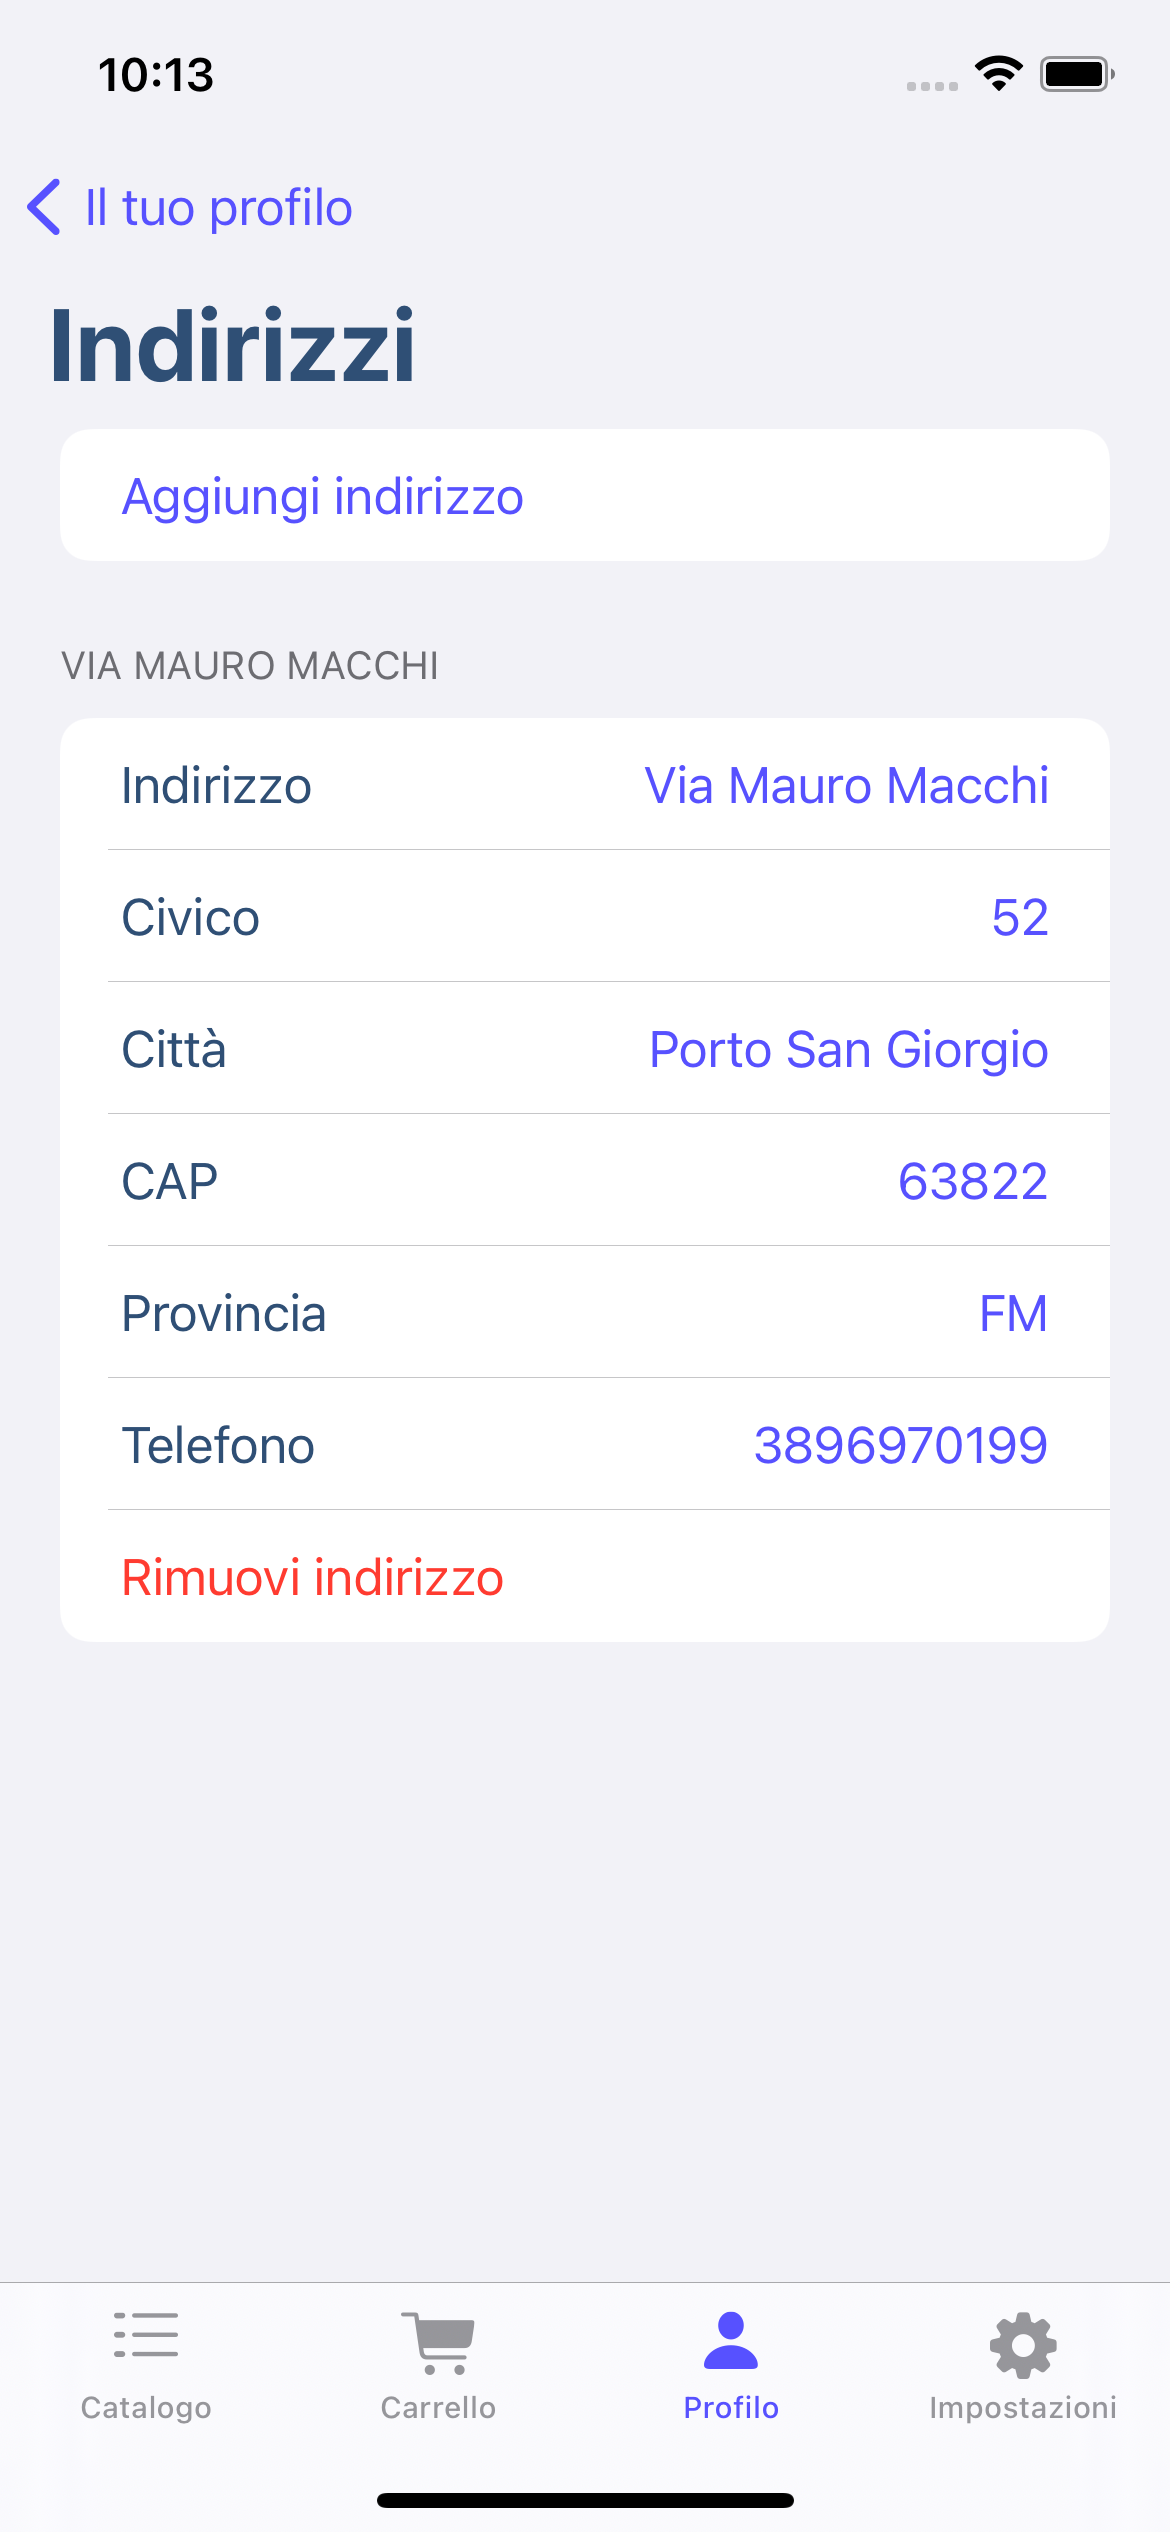 10:13
Il tuo profilo
Indirizzi
Aggiungi indirizzo
VIA MAURO MACCHI
Indirizzo Via Mauro Macchi
Civico 52
Città Porto San Giorgio
CAP 63822
Provincia FM
Telefono 3896970199
Rimuovi indirizzo
Catalogo Carrello Profilo Impostazioni